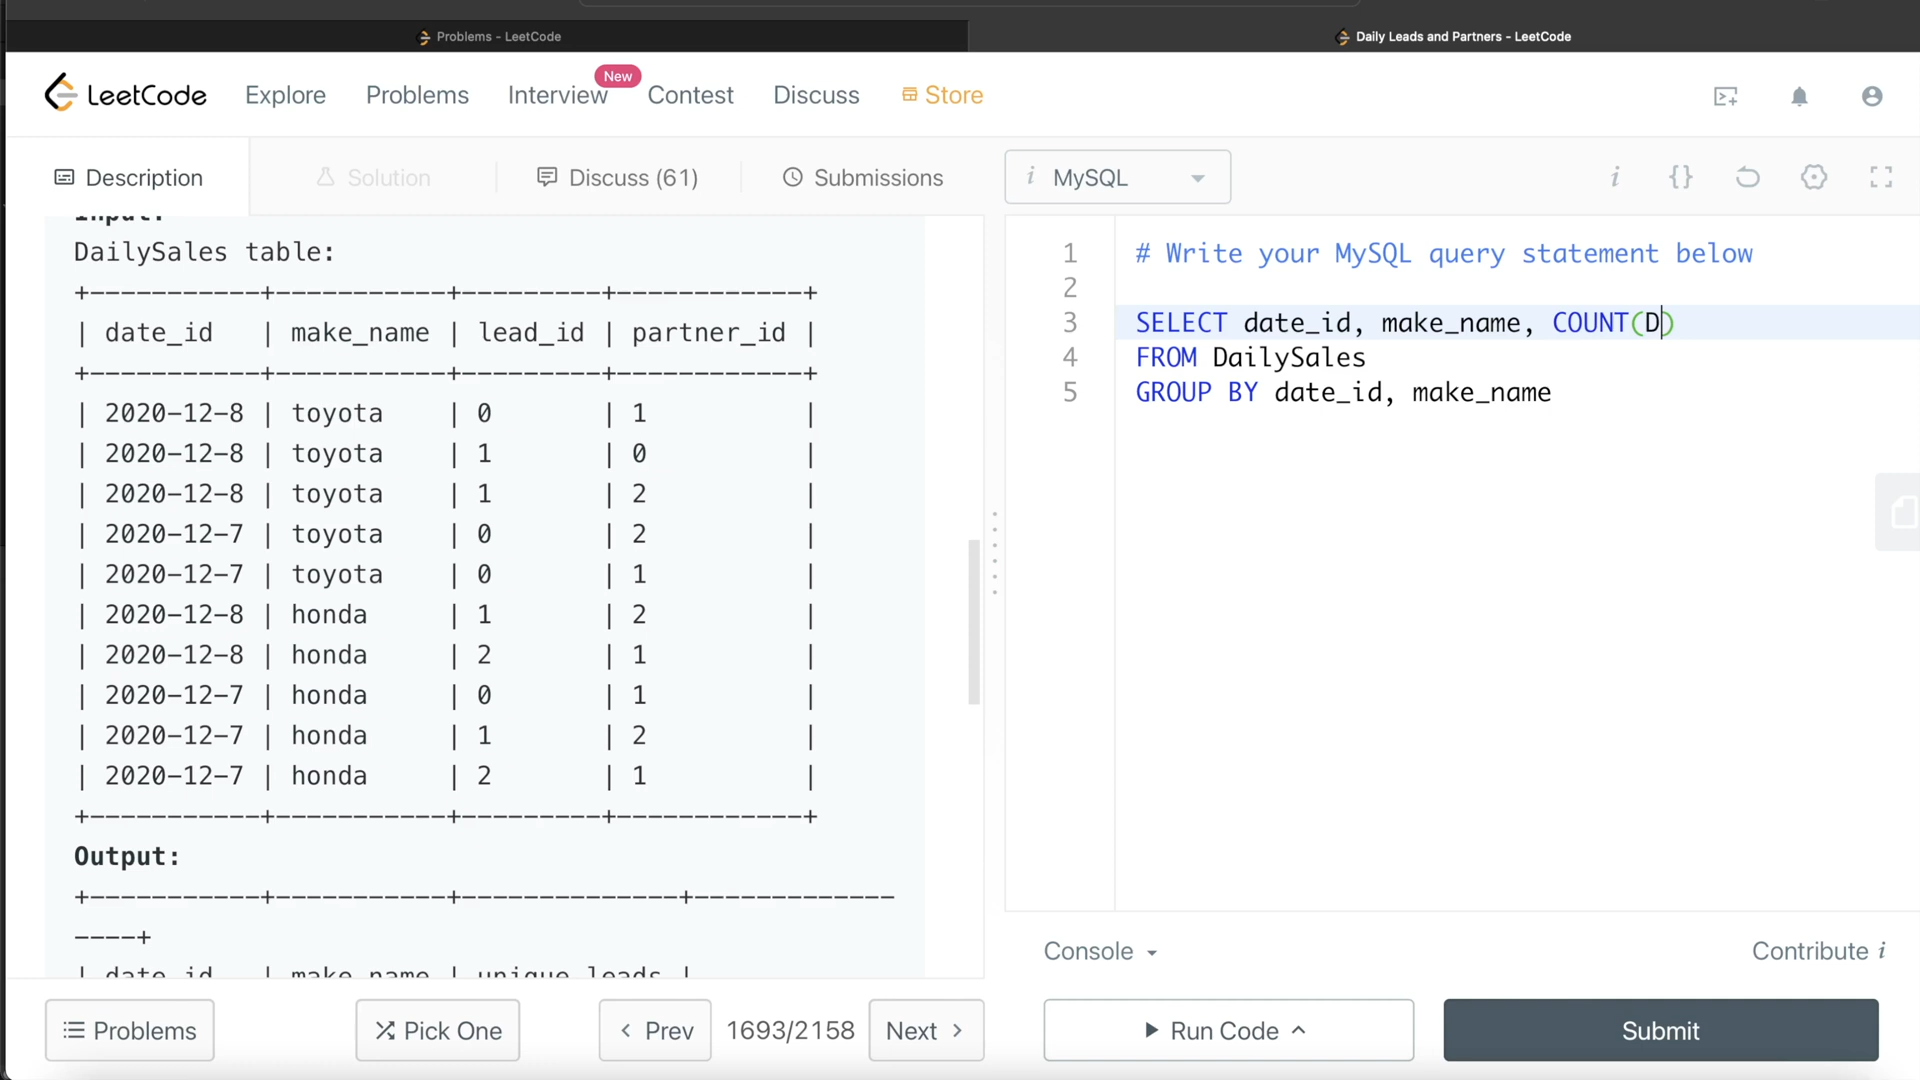 Problems - LeetCode
Daily Leads and Partners - LeetCode
LeetCode Explore Problems Interview New Contest Discuss Store
Description Solution Discuss (61) Submissions
i MySQL
Input:
DailySales table:
+-----------+-----------+---------+------------+
| date_id   | make_name | lead_id | partner_id |
+-----------+-----------+---------+------------+
| 2020-12-8 | toyota    | 0       | 1          |
| 2020-12-8 | toyota    | 1       | 0          |
| 2020-12-8 | toyota    | 1       | 2          |
| 2020-12-7 | toyota    | 0       | 2          |
| 2020-12-7 | toyota    | 0       | 1          |
| 2020-12-8 | honda     | 1       | 2          |
| 2020-12-8 | honda     | 2       | 1          |
| 2020-12-7 | honda     | 0       | 1          |
| 2020-12-7 | honda     | 1       | 2          |
| 2020-12-7 | honda     | 2       | 1          |
+-----------+-----------+---------+------------+
Output:
+-----------+-----------+--------------+-------------
----+
| date_id   | make_name | unique_leads |
1 # Write your MySQL query statement below
2
3 SELECT date_id, make_name, COUNT(D)
4 FROM DailySales
5 GROUP BY date_id, make_name
Console
Contribute i
Problems
Pick One
Prev
1693/2158
Next
Run Code
Submit